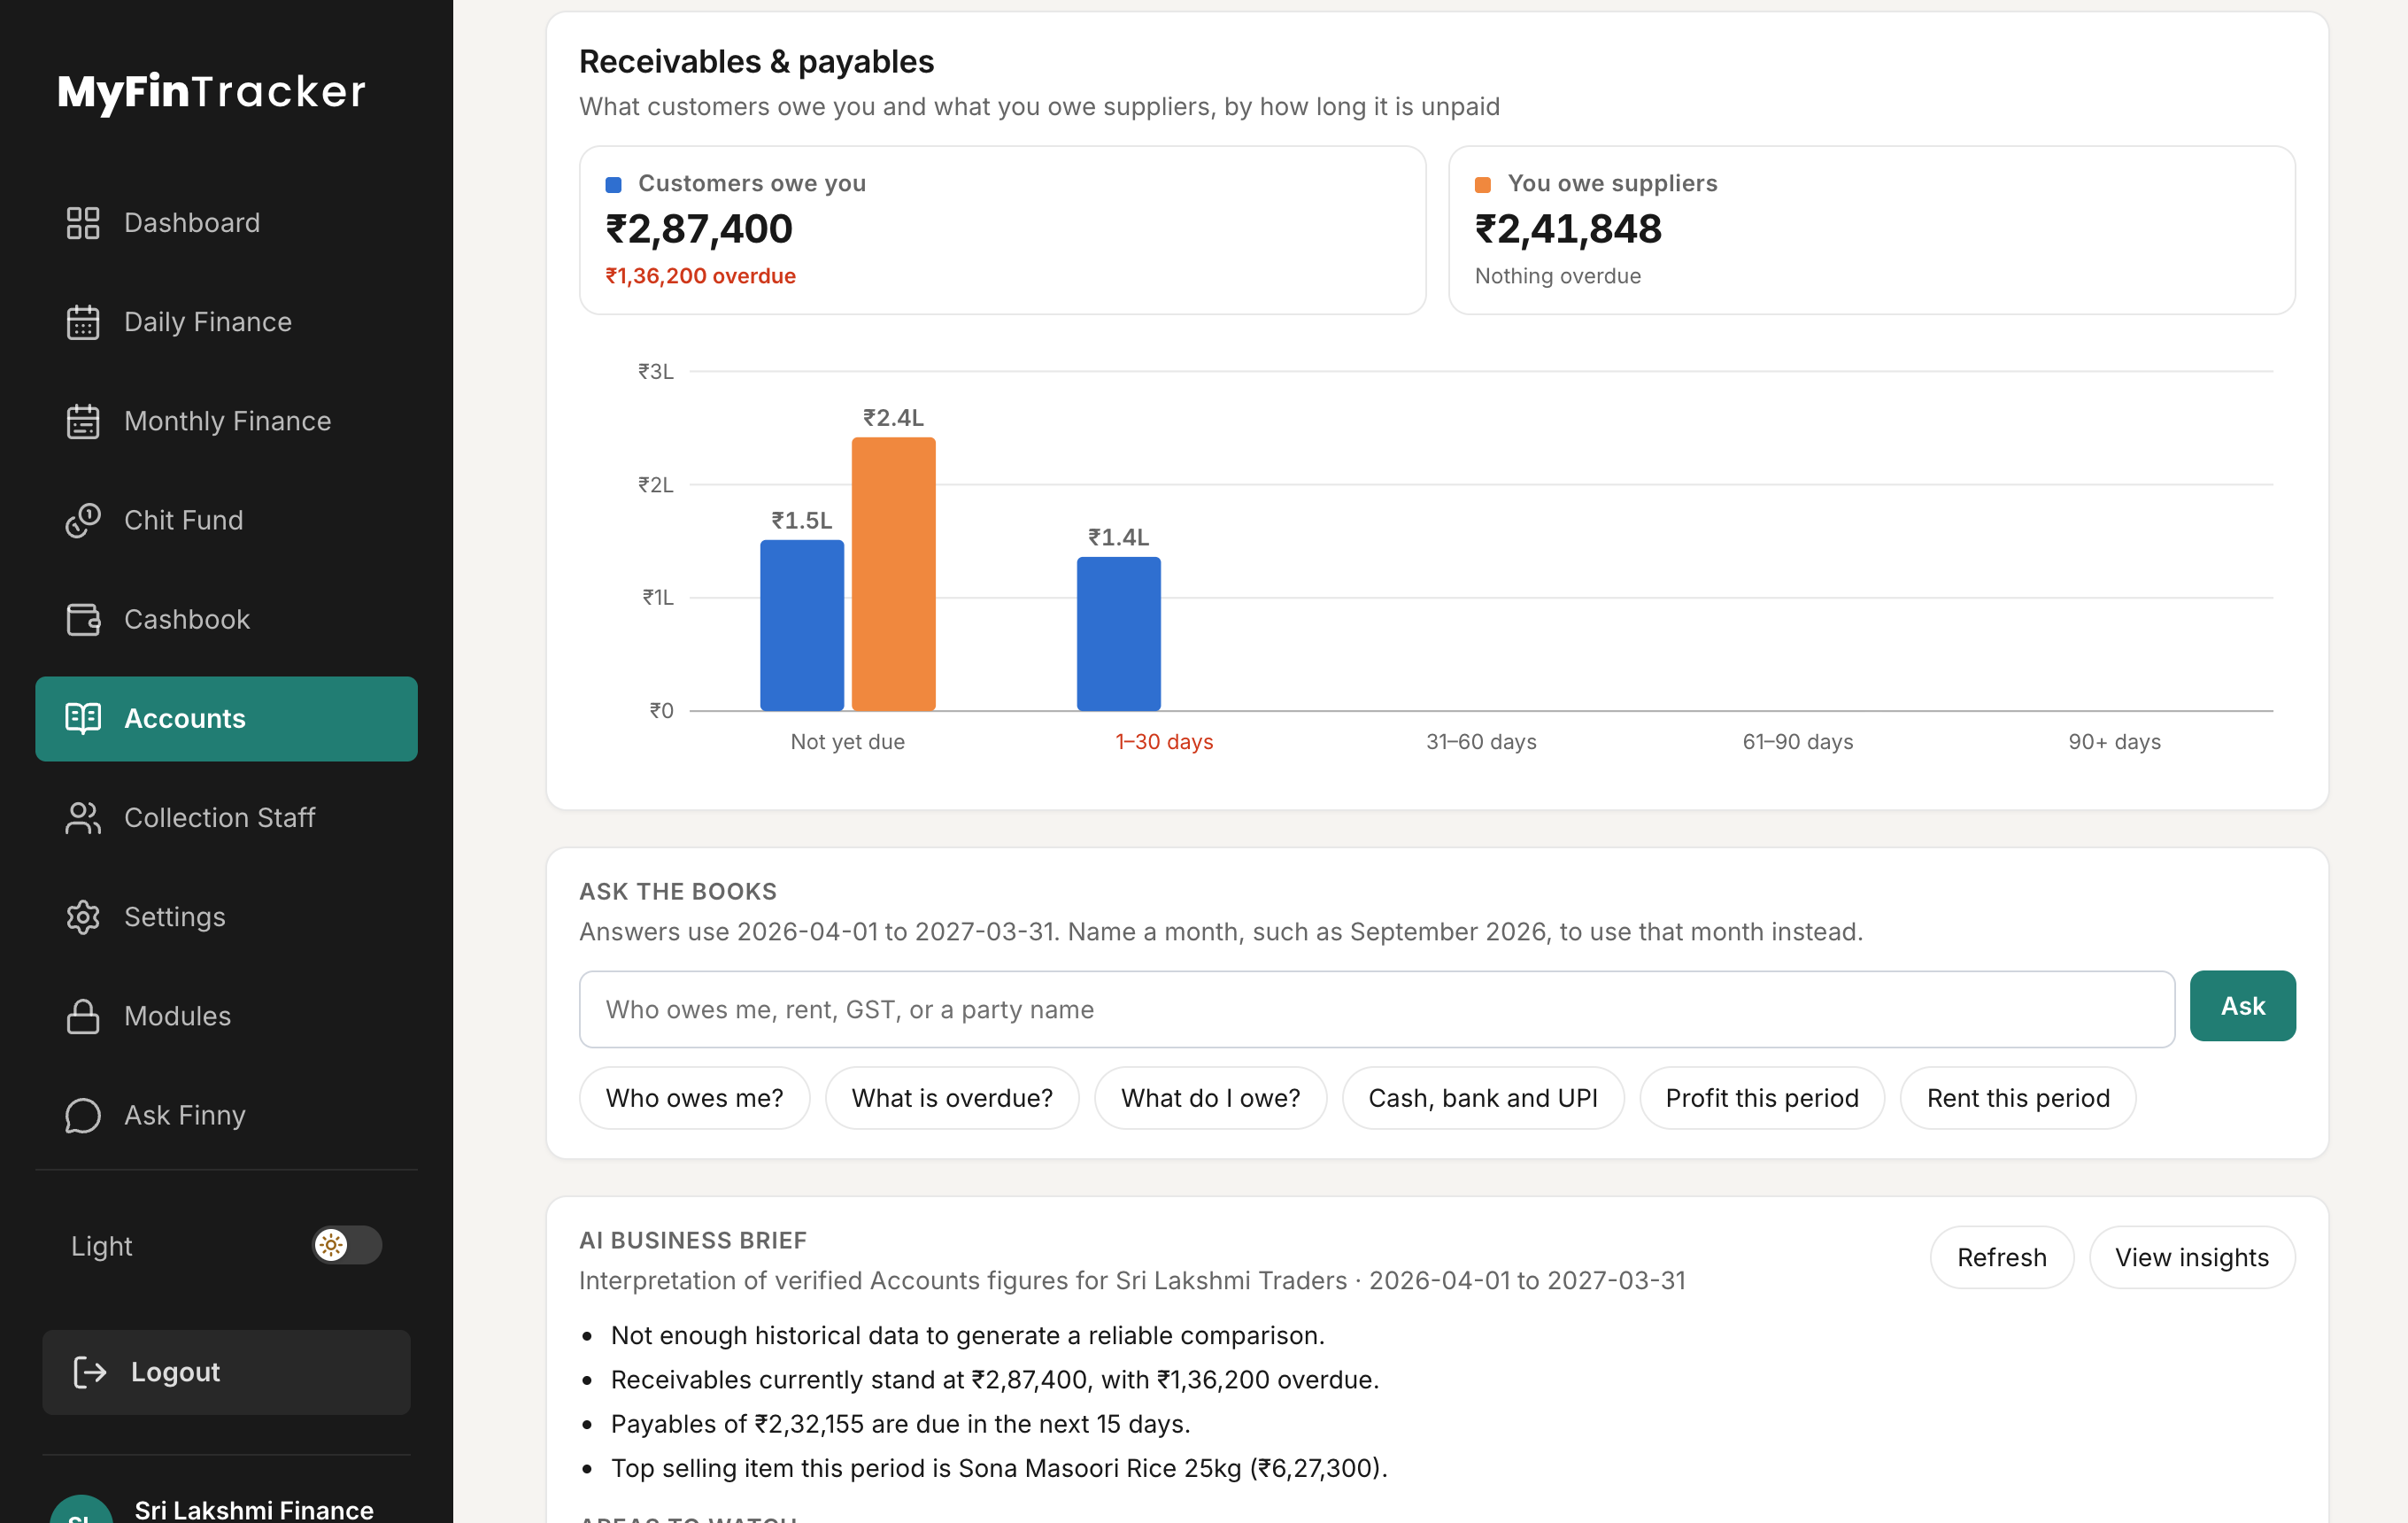 MyFinTracker
Dashboard
Daily Finance
Monthly Finance
Chit Fund
Cashbook
Accounts
Collection Staff
Settings
Modules
Ask Finny
Light
Logout
Sri Lakshmi Finance
Receivables & payables
What customers owe you and what you owe suppliers, by how long it is unpaid
Customers owe you
₹2,87,400
₹1,36,200 overdue
You owe suppliers
₹2,41,848
Nothing overdue
₹3L
₹2L
₹1L
₹0
₹1.5L
₹2.4L
₹1.4L
Not yet due
1–30 days
31–60 days
61–90 days
90+ days
ASK THE BOOKS
Answers use 2026-04-01 to 2027-03-31. Name a month, such as September 2026, to use that month instead.
Who owes me, rent, GST, or a party name
Ask
Who owes me?
What is overdue?
What do I owe?
Cash, bank and UPI
Profit this period
Rent this period
AI BUSINESS BRIEF
Interpretation of verified Accounts figures for Sri Lakshmi Traders · 2026-04-01 to 2027-03-31
Refresh
View insights
• Not enough historical data to generate a reliable comparison.
• Receivables currently stand at ₹2,87,400, with ₹1,36,200 overdue.
• Payables of ₹2,32,155 are due in the next 15 days.
• Top selling item this period is Sona Masoori Rice 25kg (₹6,27,300).